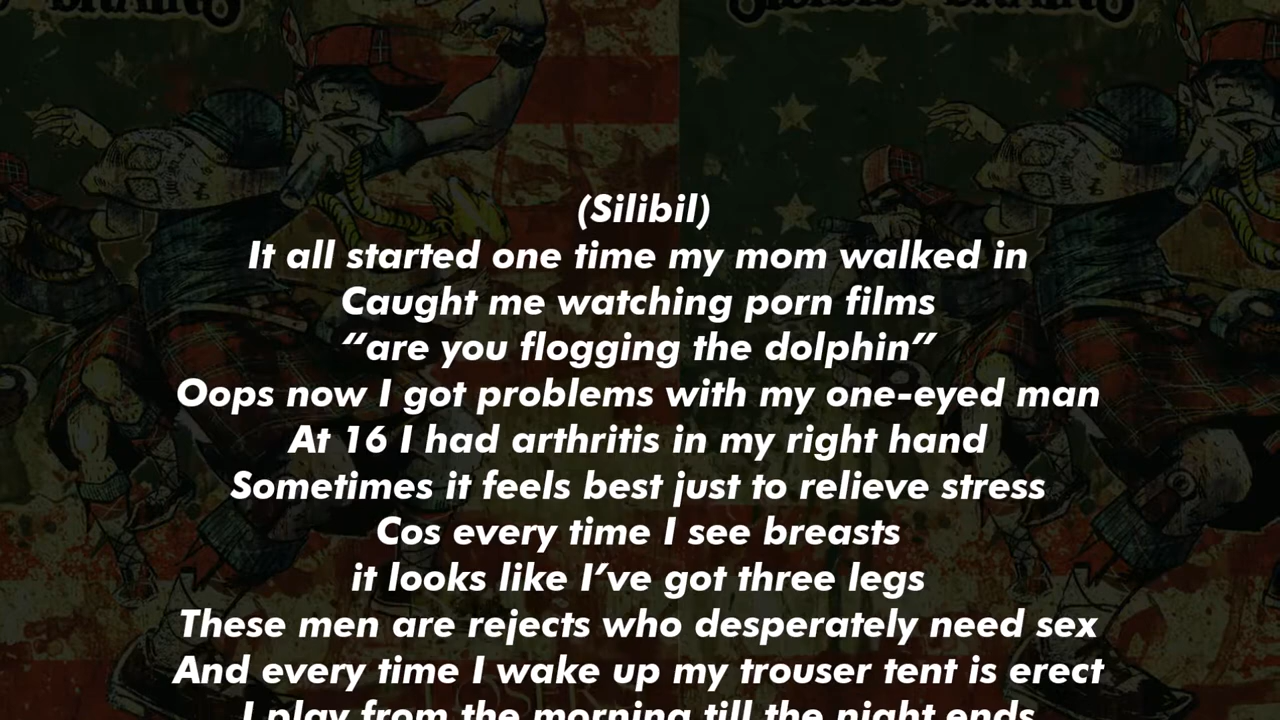 (Silibil)
It all started one time my mom walked in
Caught me watching porn films
“are you flogging the dolphin”
Oops now I got problems with my one-eyed man
At 16 I had arthritis in my right hand
Sometimes it feels best just to relieve stress
Cos every time I see breasts
it looks like I’ve got three legs
These men are rejects who desperately need sex
And every time I wake up my trouser tent is erect
I play from the morning till the night ends